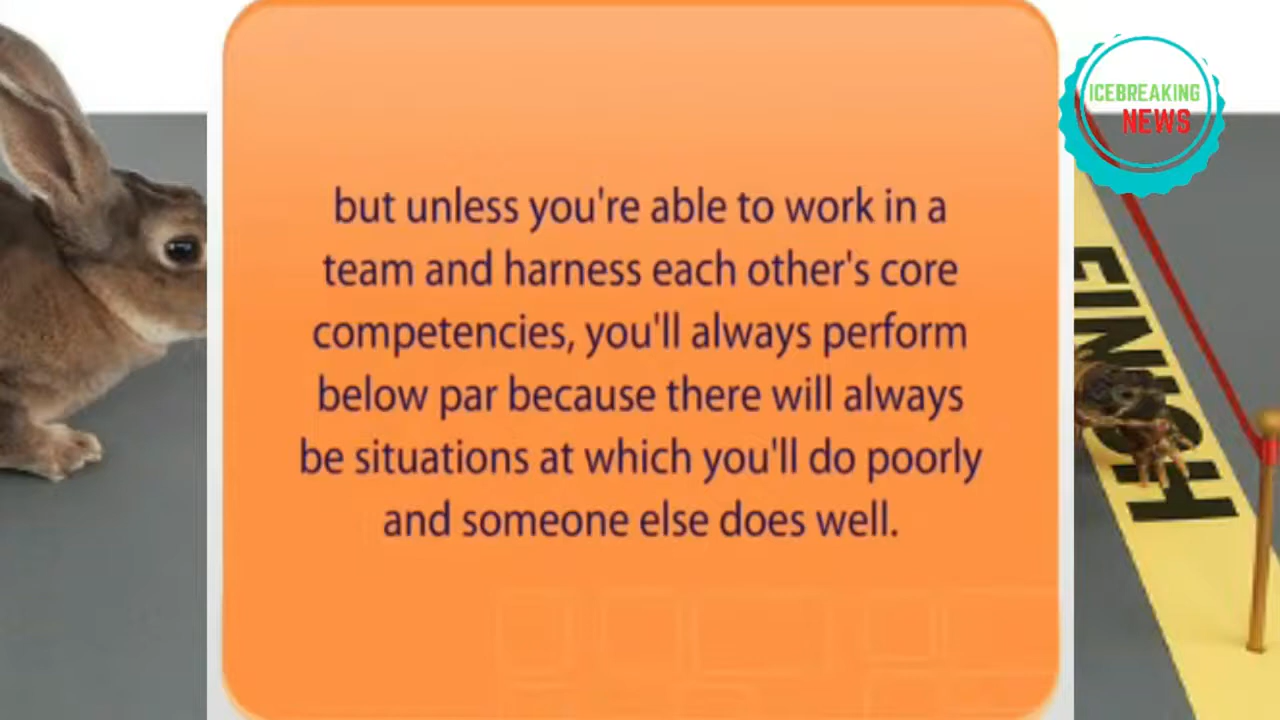 ICEBREAKING
NEWS
but unless you're able to work in a
team and harness each other's core
competencies, you'll always perform
below par because there will always
be situations at which you'll do poorly
and someone else does well.
FINISH